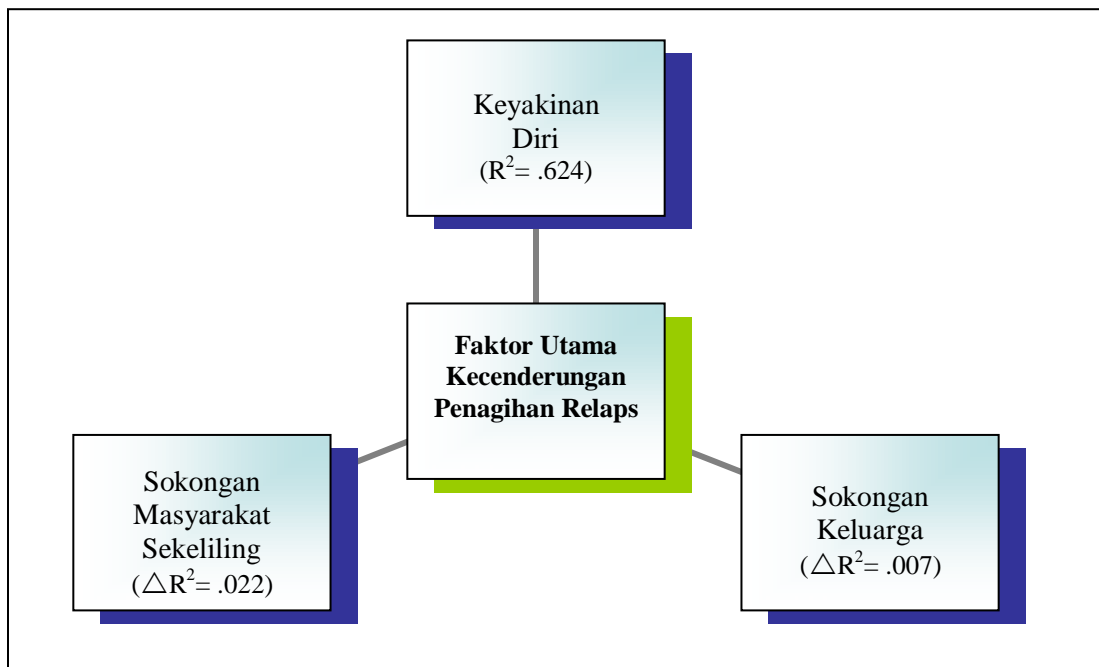 Keyakinan
Diri
(R²= .624)
Faktor Utama
Kecenderungan
Penagihan Relaps
Sokongan
Masyarakat
Sekeliling
(△R²= .022)
Sokongan
Keluarga
(△R²= .007)